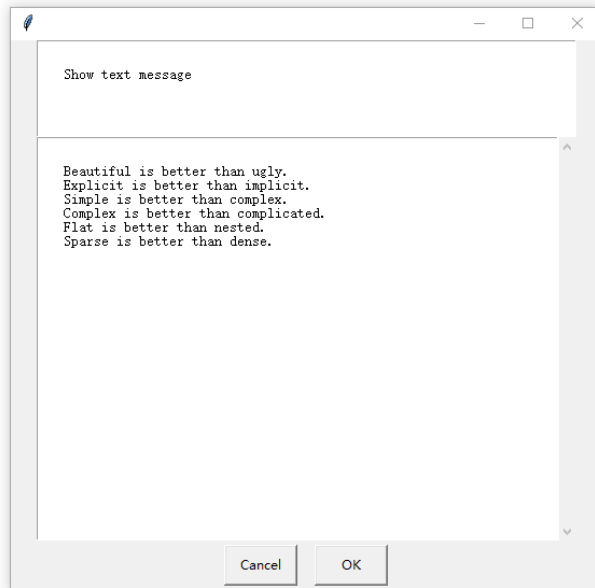 Show text message
Beautiful is better than ugly.
Explicit is better than implicit.
Simple is better than complex.
Complex is better than complicated.
Flat is better than nested.
Sparse is better than dense.
Cancel
OK